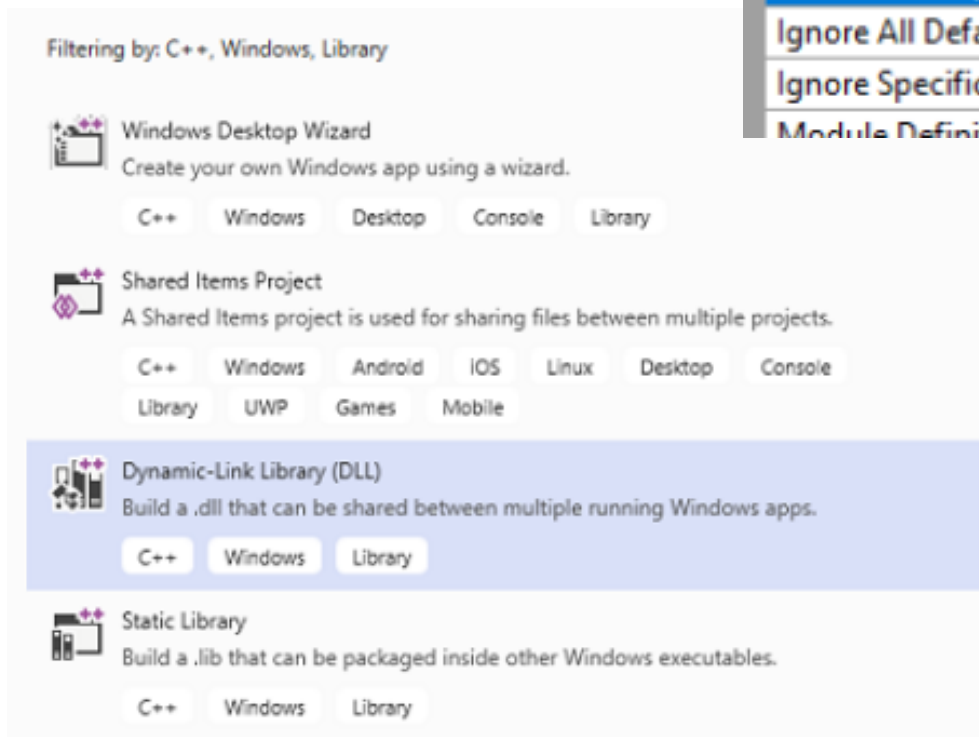 Filtering by: C++, Windows, Library
Windows Desktop Wizard
Create your own Windows app using a wizard.
C++ Windows Desktop Console Library
Shared Items Project
A Shared Items project is used for sharing files between multiple projects.
C++ Windows Android iOS Linux Desktop Console
Library UWP Games Mobile
Dynamic-Link Library (DLL)
Build a .dll that can be shared between multiple running Windows apps.
C++ Windows Library
Static Library
Build a .lib that can be packaged inside other Windows executables.
C++ Windows Library
Ignore All
Ignore
Module